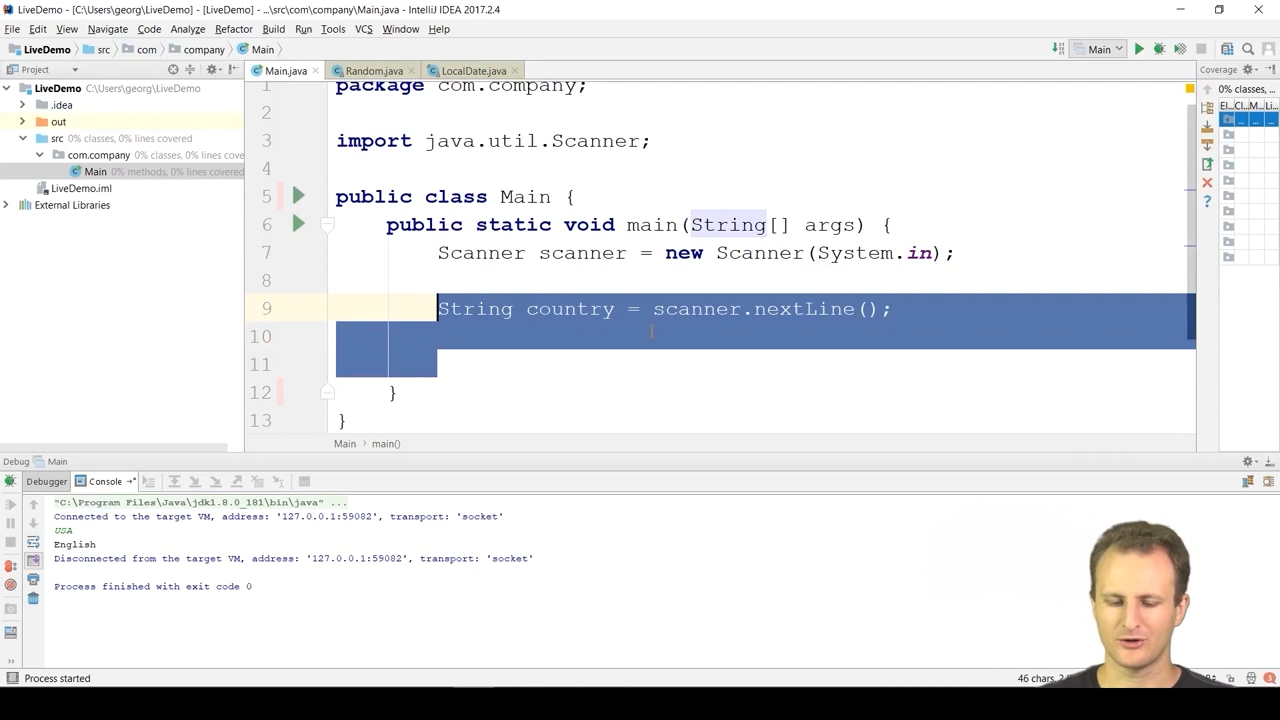 LiveDemo - [C:\Users\georg\LiveDemo] - [LiveDemo] - ...\src\com\company\Main.java - IntelliJ IDEA 2017.2.4
File Edit View Navigate Code Analyze Refactor Build Run Tools VCS Window Help
LiveDemo src com company Main Main
Project Main.java Random.java LocalDate.java Coverage
LiveDemo C:\Users\georg\LiveDemo
.idea
out
src 0% classes, 0% lines covered
com.company 0% classes, 0% lines cove
Main 0% methods, 0% lines covered
LiveDemo.iml
External Libraries
1 package com.company;
2
3 import java.util.Scanner;
4
5 public class Main {
6 public static void main(String[] args) {
7 Scanner scanner = new Scanner(System.in);
8
9 String country = scanner.nextLine();
10
11
12 }
13 }
Main main()
0% classes, ...
El... Cl... M... Li...
... ... ...
Debug Main
Debugger Console
"C:\Program Files\Java\jdk1.8.0_181\bin\java" ...
Connected to the target VM, address: '127.0.0.1:59082', transport: 'socket'
USA
English
Disconnected from the target VM, address: '127.0.0.1:59082', transport: 'socket'
Process finished with exit code 0
Process started
46 chars,